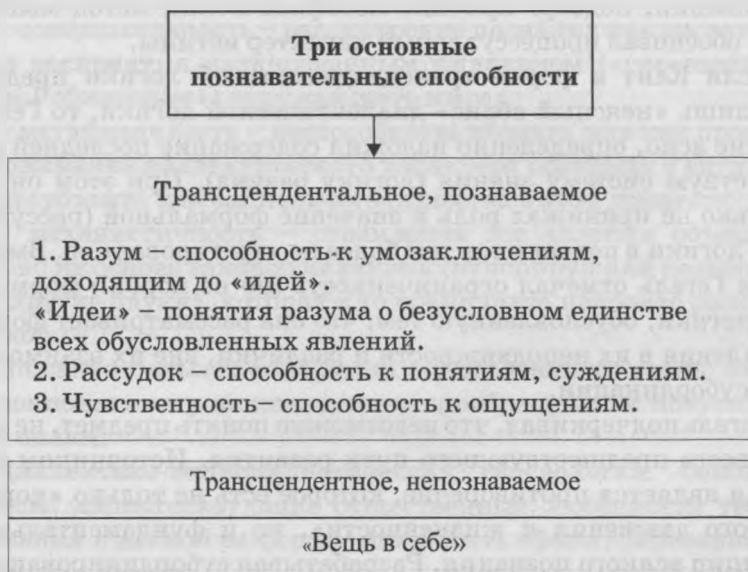 Три основные
познавательные способности
Трансцендентальное, познаваемое
1. Разум – способность к умозаключениям,
доходящим до «идей».
«Идеи» – понятия разума о безусловном единстве
всех обусловленных явлений.
2. Рассудок – способность к понятиям, суждениям.
3. Чувственность – способность к ощущениям.
Трансцендентное, непознаваемое
«Вещь в себе»